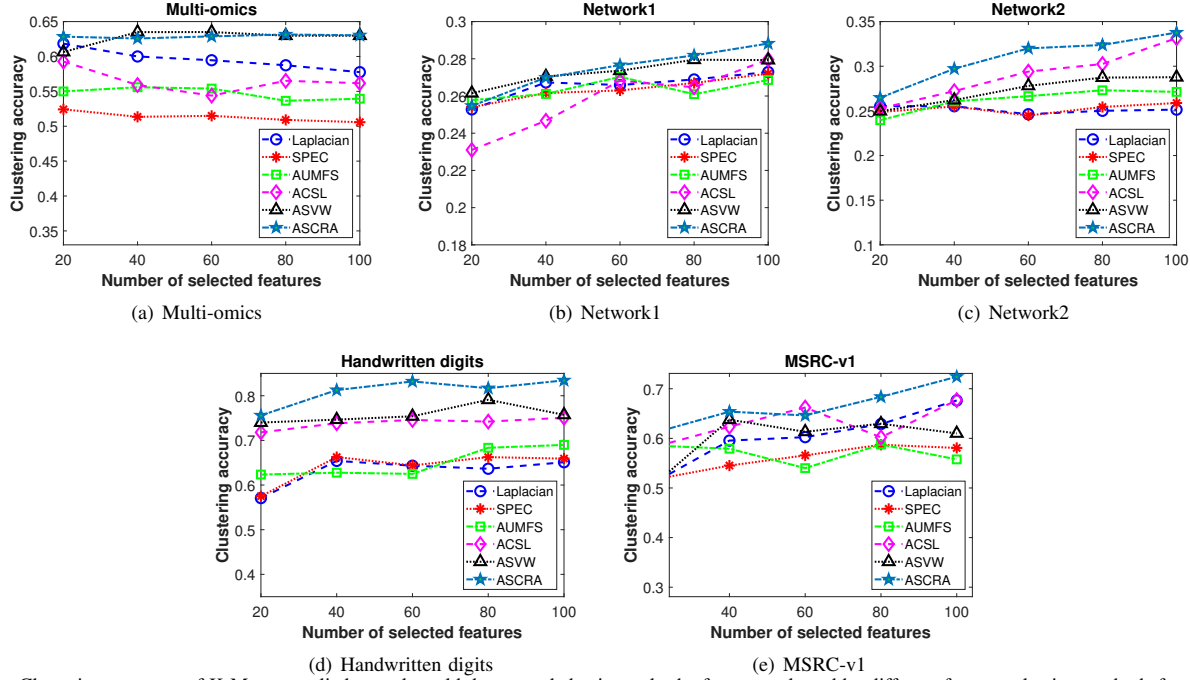 Multi-omics
0.65
0.6
0.55
0.5
0.45
0.4
0.35
Clustering accuracy
Laplacian
SPEC
AUMFS
ACSL
ASVW
ASCRA
20 40 60 80 100
Number of selected features
(a) Multi-omics
Network1
0.3
0.28
0.26
0.24
0.22
0.2
0.18
Clustering accuracy
Laplacian
SPEC
AUMFS
ACSL
ASVW
ASCRA
20 40 60 80 100
Number of selected features
(b) Network1
Network2
0.35
0.3
0.25
0.2
0.15
0.1
Clustering accuracy
Laplacian
SPEC
AUMFS
ACSL
ASVW
ASCRA
20 40 60 80 100
Number of selected features
(c) Network2
Handwritten digits
0.8
0.7
0.6
0.5
0.4
Clustering accuracy
Laplacian
SPEC
AUMFS
ACSL
ASVW
ASCRA
20 40 60 80 100
Number of selected features
(d) Handwritten digits
MSRC-v1
0.7
0.6
0.5
0.4
0.3
Clustering accuracy
Laplacian
SPEC
AUMFS
ACSL
ASVW
ASCRA
40 60 80 100
Number of selected features
(e) MSRC-v1